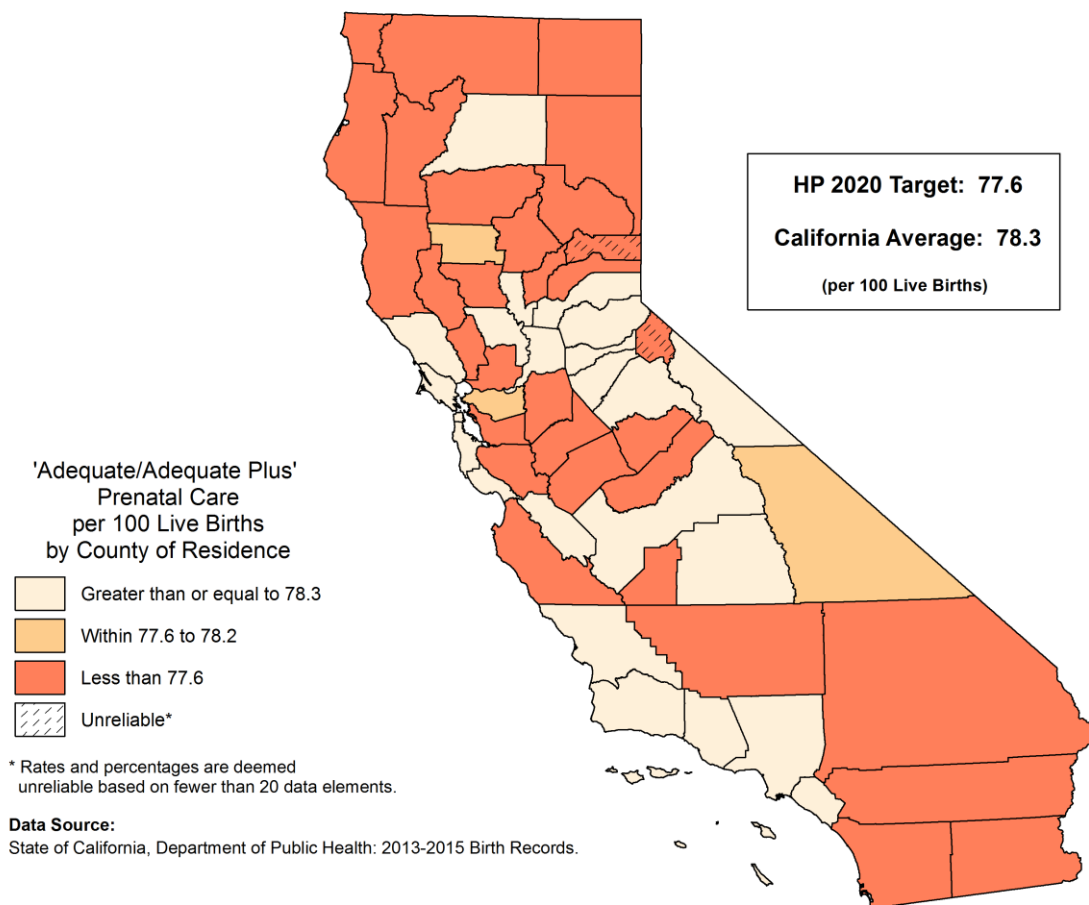 HP 2020 Target: 77.6
California Average: 78.3
(per 100 Live Births)
'Adequate/Adequate Plus'
Prenatal Care
per 100 Live Births
by County of Residence
Greater than or equal to 78.3
Within 77.6 to 78.2
Less than 77.6
Unreliable*
* Rates and percentages are deemed
unreliable based on fewer than 20 data elements.
Data Source:
State of California, Department of Public Health: 2013-2015 Birth Records.